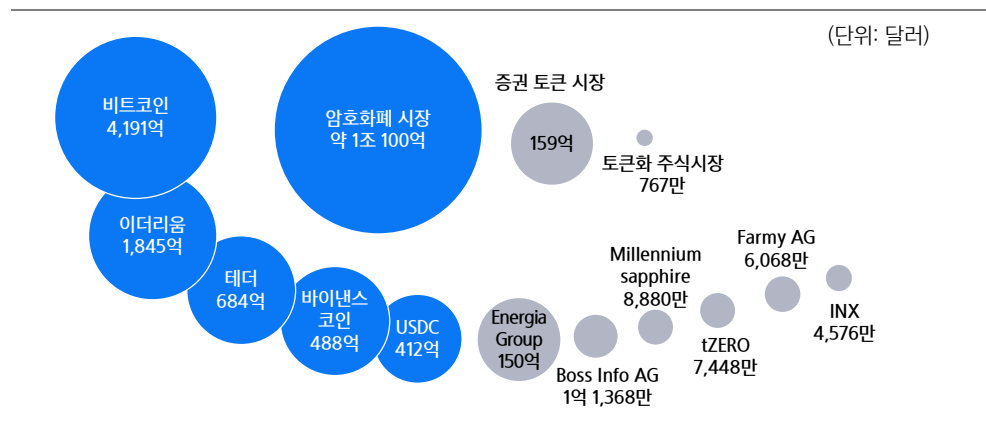 (단위: 달러)
비트코인
4,191억
암호화폐 시장
약 1조 100억
증권 토큰 시장
159억
토큰화 주식시장
767만
이더리움
1,845억
테더
684억
바이낸스
코인
488억
USDC
412억
Energia
Group
150억
Boss Info AG
1억 1,368만
Millennium
sapphire
8,880만
tZERO
7,448만
Farmy AG
6,068만
INX
4,576만